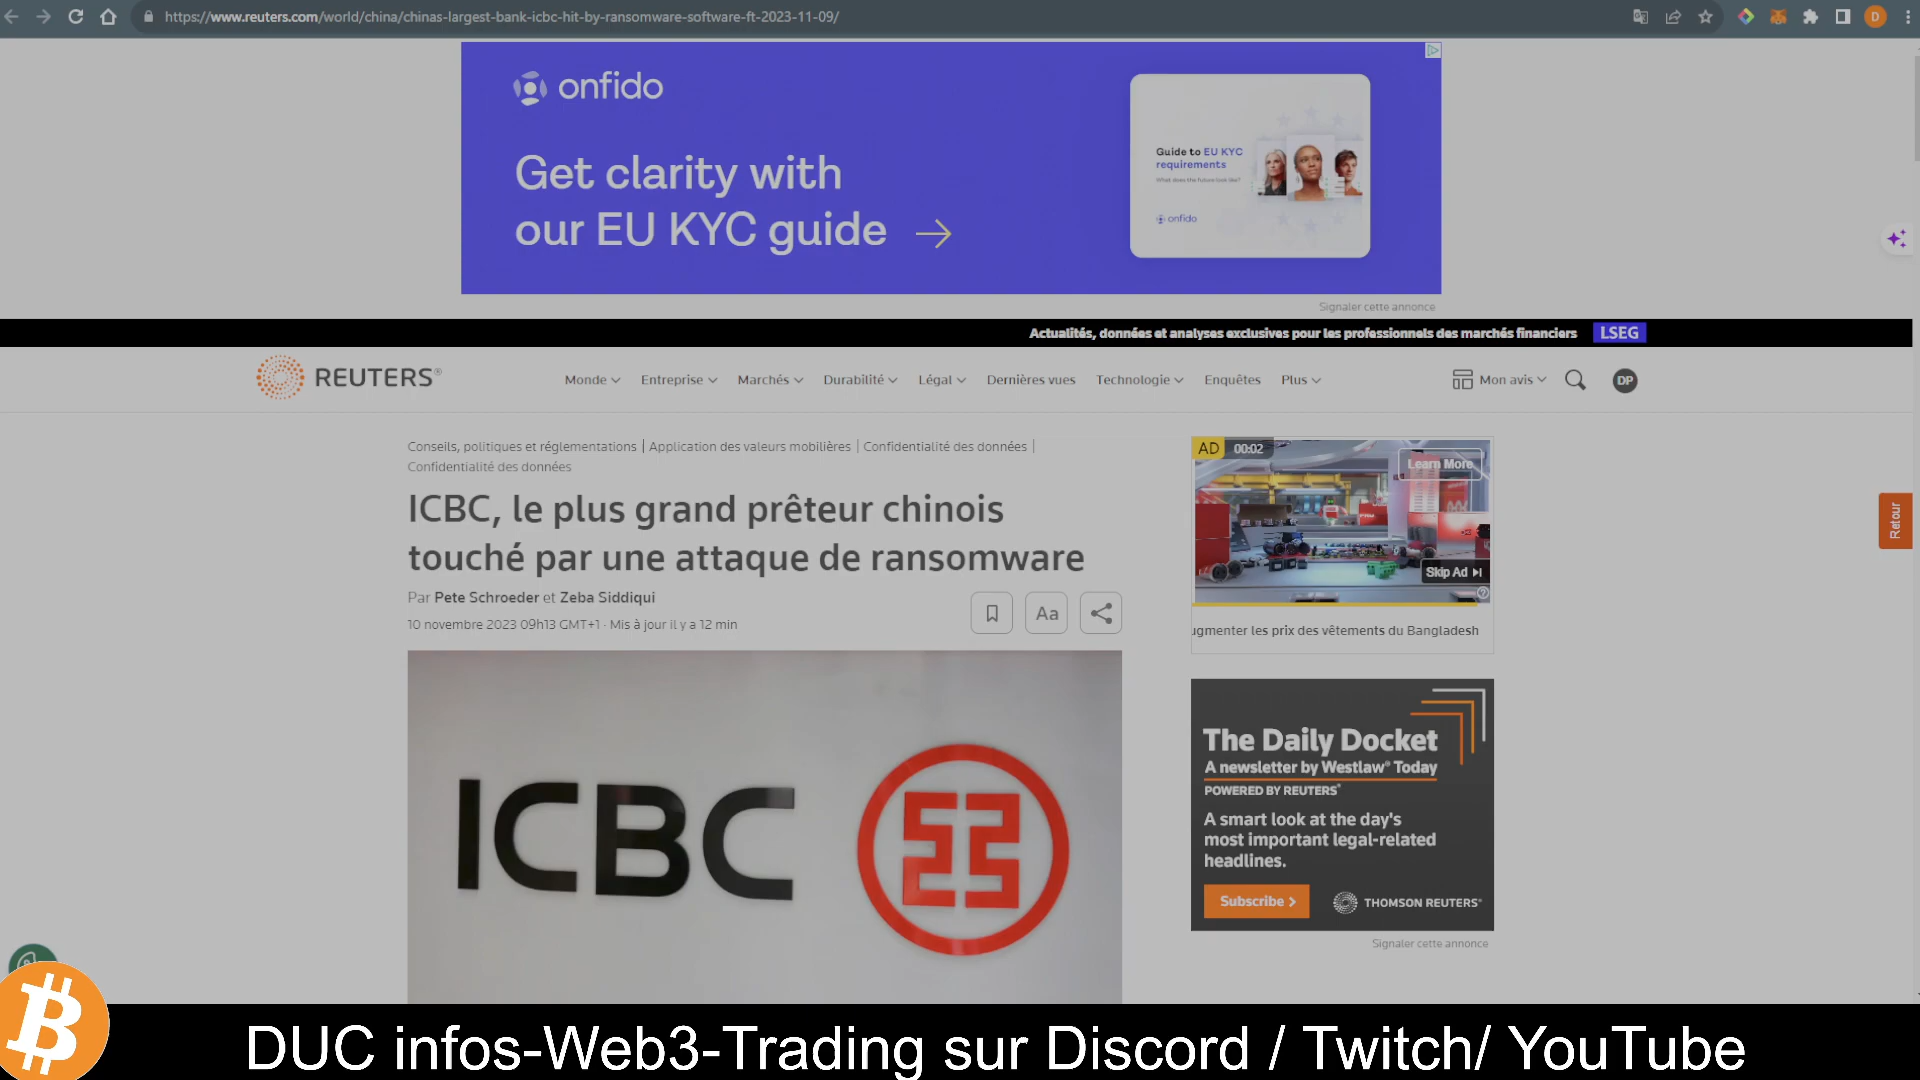 https://www.reuters.com/world/china/chinas-largest-bank-icbc-hit-by-ransomware-software-ft-2023-11-09/
D
onfido
Get clarity with
our EU KYC guide →
Guide to EU KYC
requirements
What does the future look like?
onfido
Signaler cette annonce
Actualités, données et analyses exclusives pour les professionnels des marchés financiers LSEG
REUTERS®
Monde Entreprise Marchés Durabilité Légal Dernières vues Technologie Enquêtes Plus Mon avis DP
Conseils, politiques et réglementations | Application des valeurs mobilières | Confidentialité des données |
Confidentialité des données
ICBC, le plus grand prêteur chinois
touché par une attaque de ransomware
Par Pete Schroeder et Zeba Siddiqui
10 novembre 2023 09h13 GMT+1 · Mis à jour il y a 12 min
Aa
ICBC
AD 00:02
Learn More
Skip Ad
ugmenter les prix des vêtements du Bangladesh
Retour
The Daily Docket
A newsletter by Westlaw® Today
POWERED BY REUTERS®
A smart look at the day's
most important legal-related
headlines.
Subscribe >
THOMSON REUTERS®
Signaler cette annonce
DUC infos-Web3-Trading sur Discord / Twitch/ YouTube